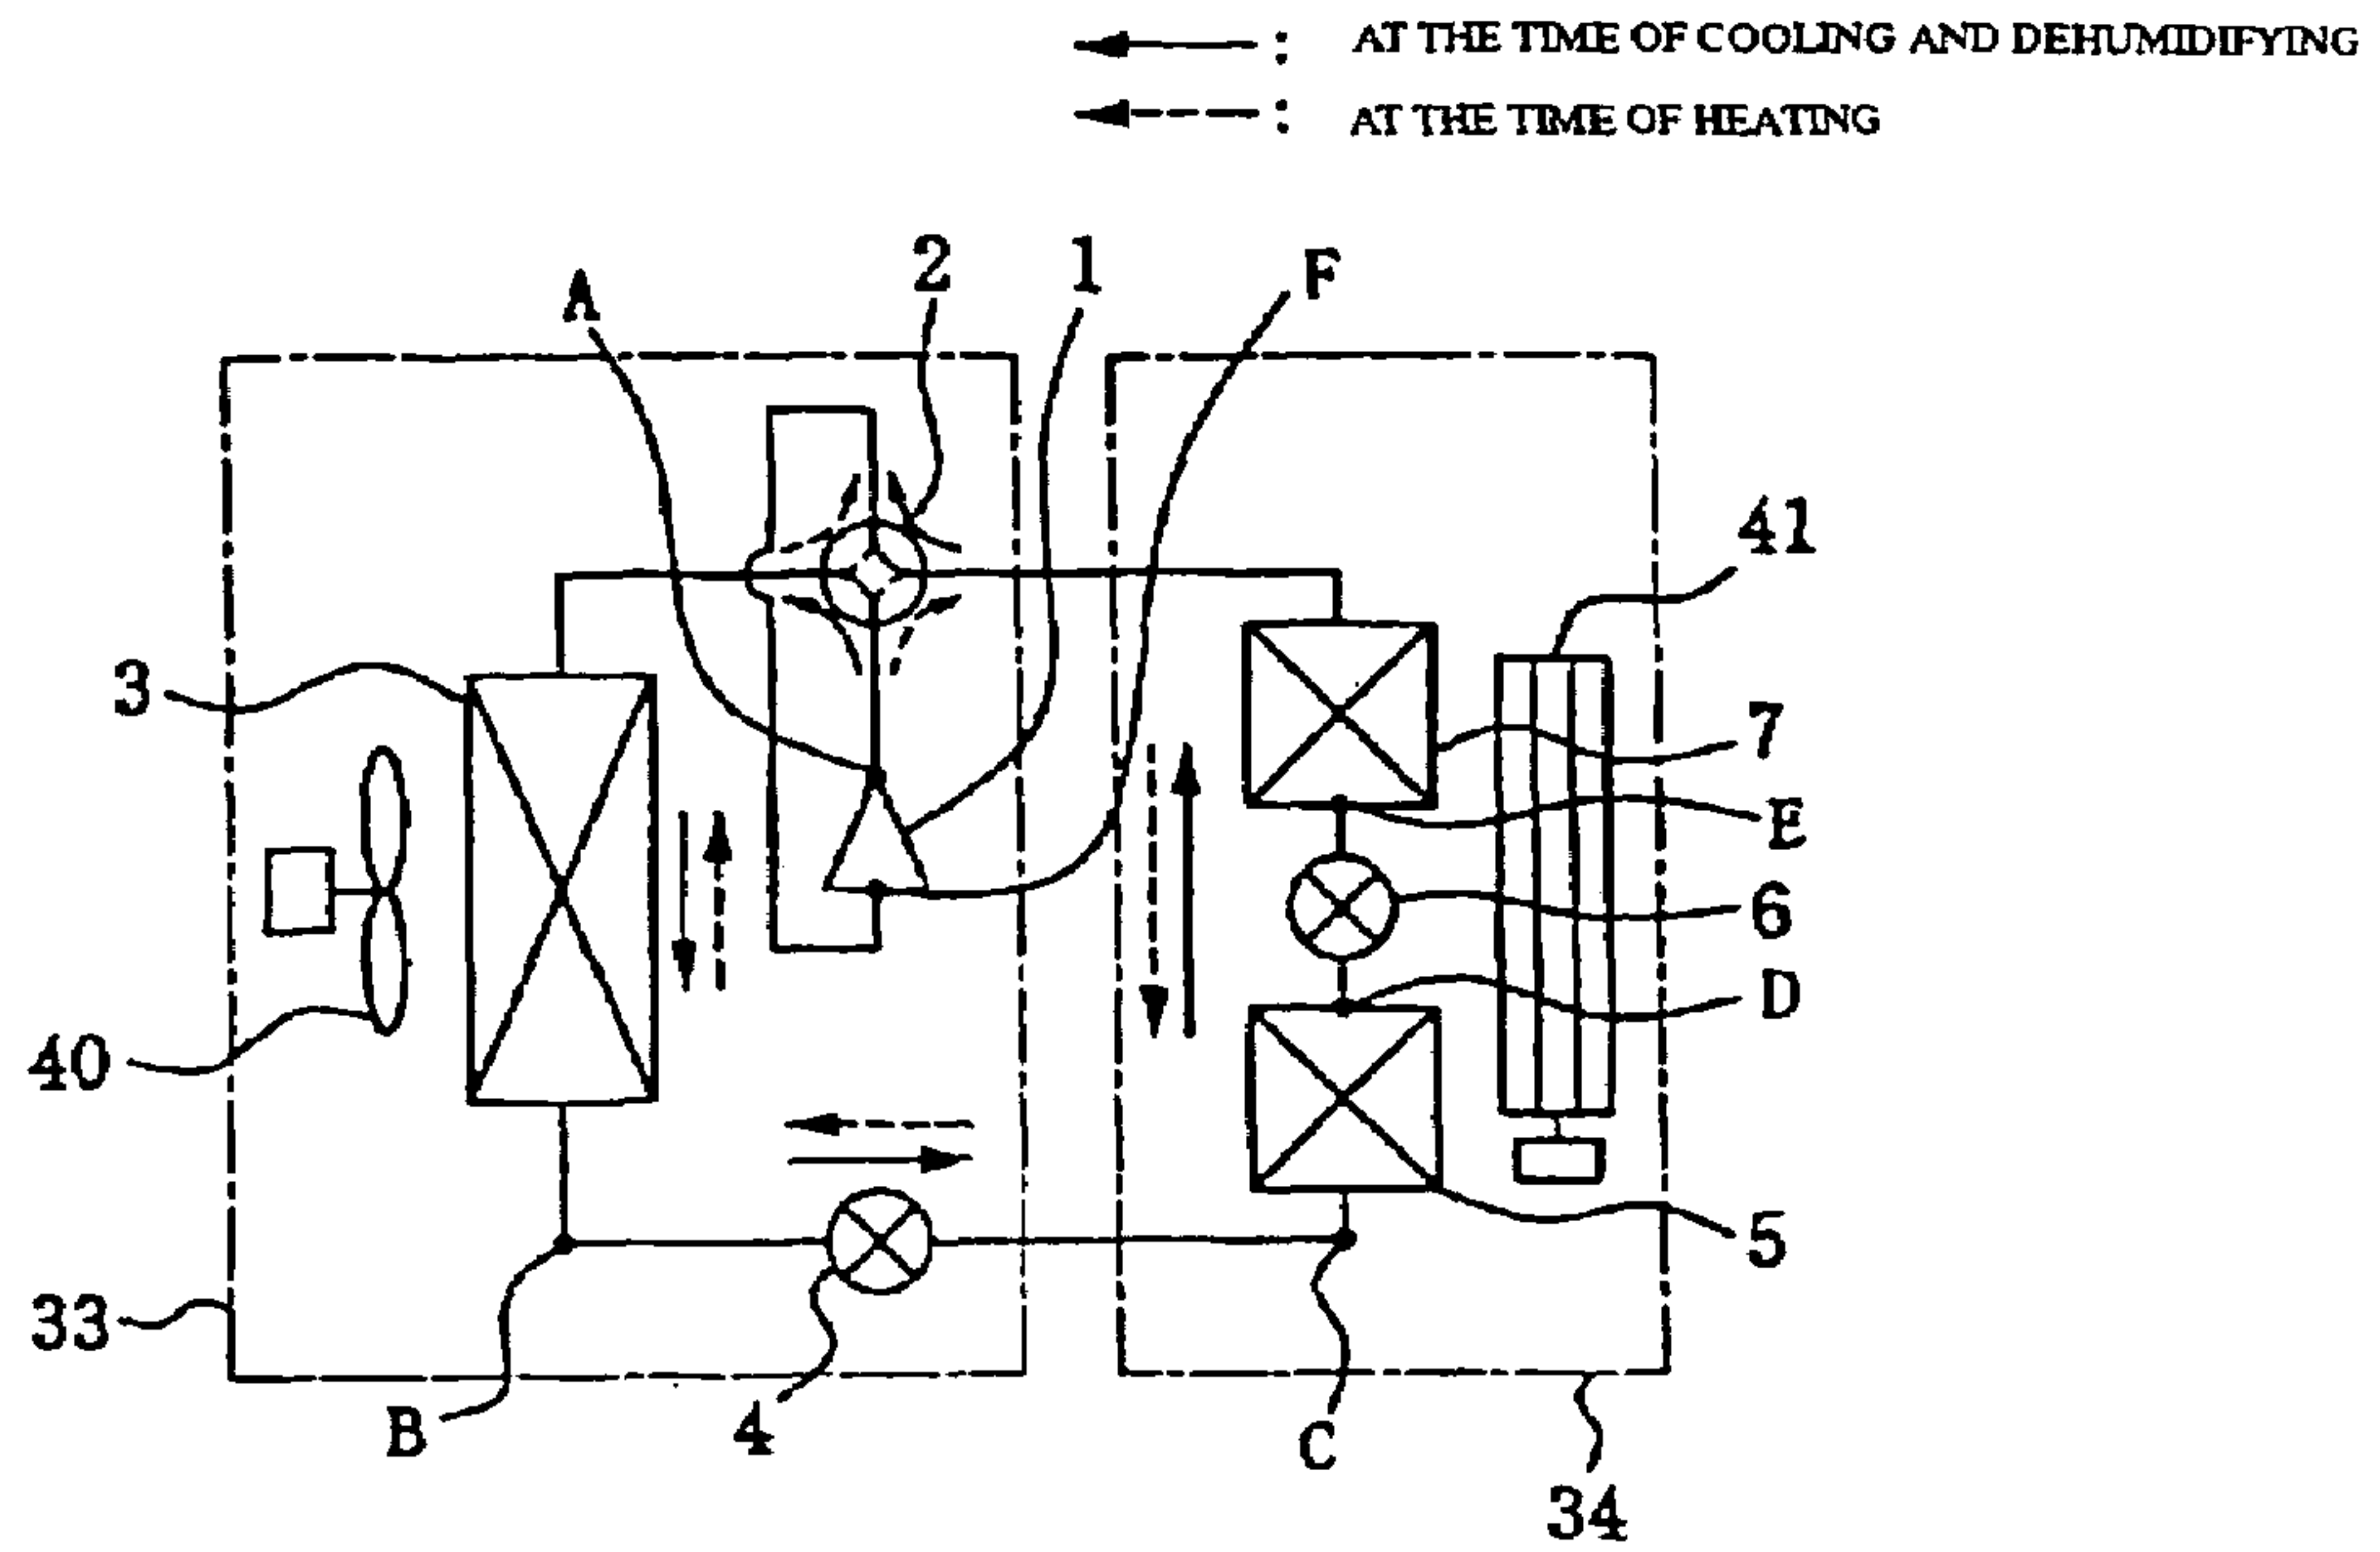 : AT THE TIME OF COOLING AND DEHUMIDIFYING
: AT THE TIME OF HEATING
A
2
1
F
41
3
7
E
6
D
40
5
33
B
4
C
34